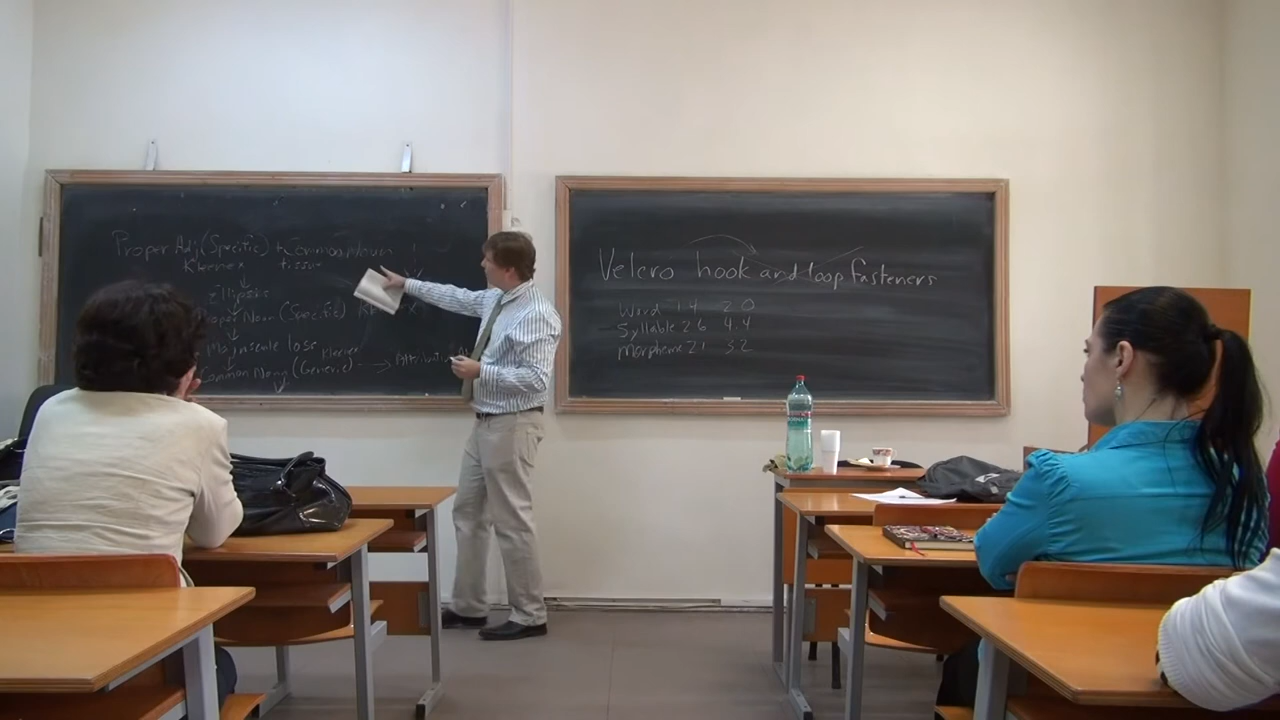 Proper Adj (Specific) + Common Noun
Kleenex tissue
Ellipsis
Proper Noun (Specific)
Majuscule loss
Kleenex
Common Noun (Generic) → Attributive
Velcro hook and loop fasteners
Word 1.4 2.0
Syllable 2.6 4.4
Morpheme 2.1 3.2